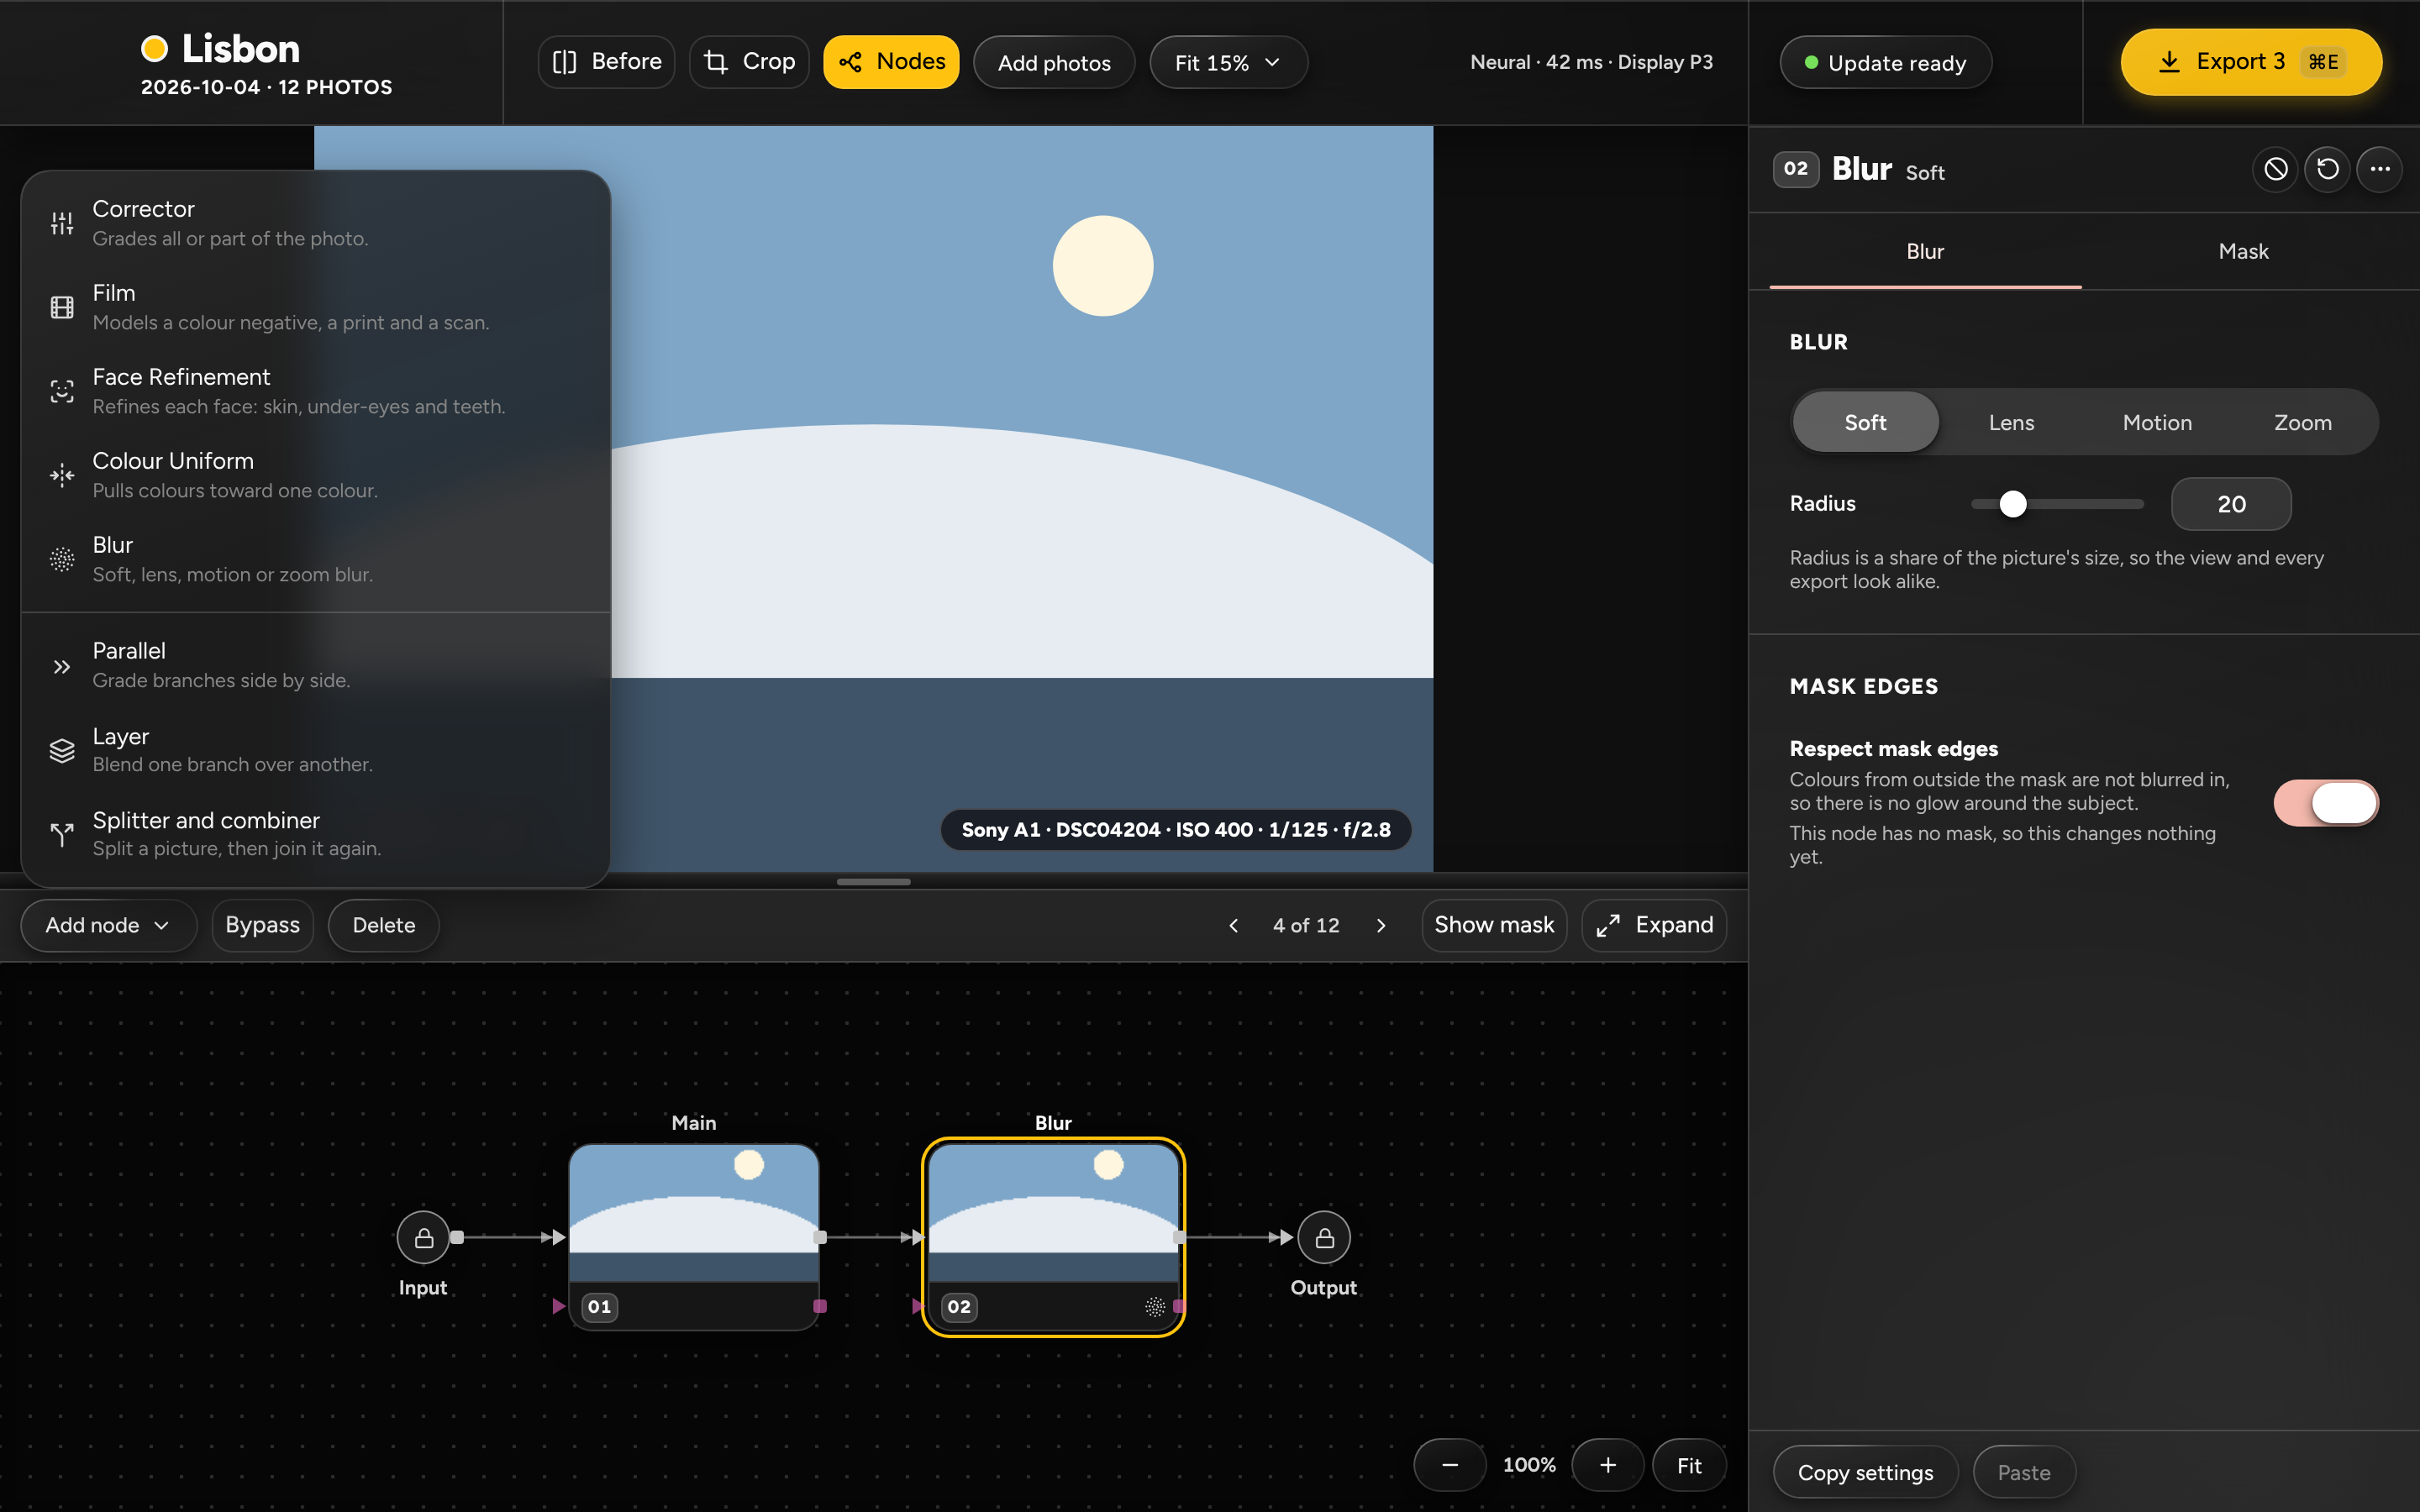 Lisbon
2026-10-04 · 12 PHOTOS
Before
Crop
Nodes
Add photos
Fit 15%
Neural · 42 ms · Display P3
Update ready
Export 3 ⌘E
Corrector
Grades all or part of the photo.
Film
Models a colour negative, a print and a scan.
Face Refinement
Refines each face: skin, under-eyes and teeth.
Colour Uniform
Pulls colours toward one colour.
Blur
Soft, lens, motion or zoom blur.
Parallel
Grade branches side by side.
Layer
Blend one branch over another.
Splitter and combiner
Split a picture, then join it again.
Sony A1 · DSC04204 · ISO 400 · 1/125 · f/2.8
Add node
Bypass
Delete
4 of 12
Show mask
Expand
Main
Blur
Input
Output
01
02
100%
Fit
02 Blur Soft
Blur
Mask
BLUR
Soft
Lens
Motion
Zoom
Radius
20
Radius is a share of the picture's size, so the view and every
export look alike.
MASK EDGES
Respect mask edges
Colours from outside the mask are not blurred in,
so there is no glow around the subject.
This node has no mask, so this changes nothing
yet.
Copy settings
Paste